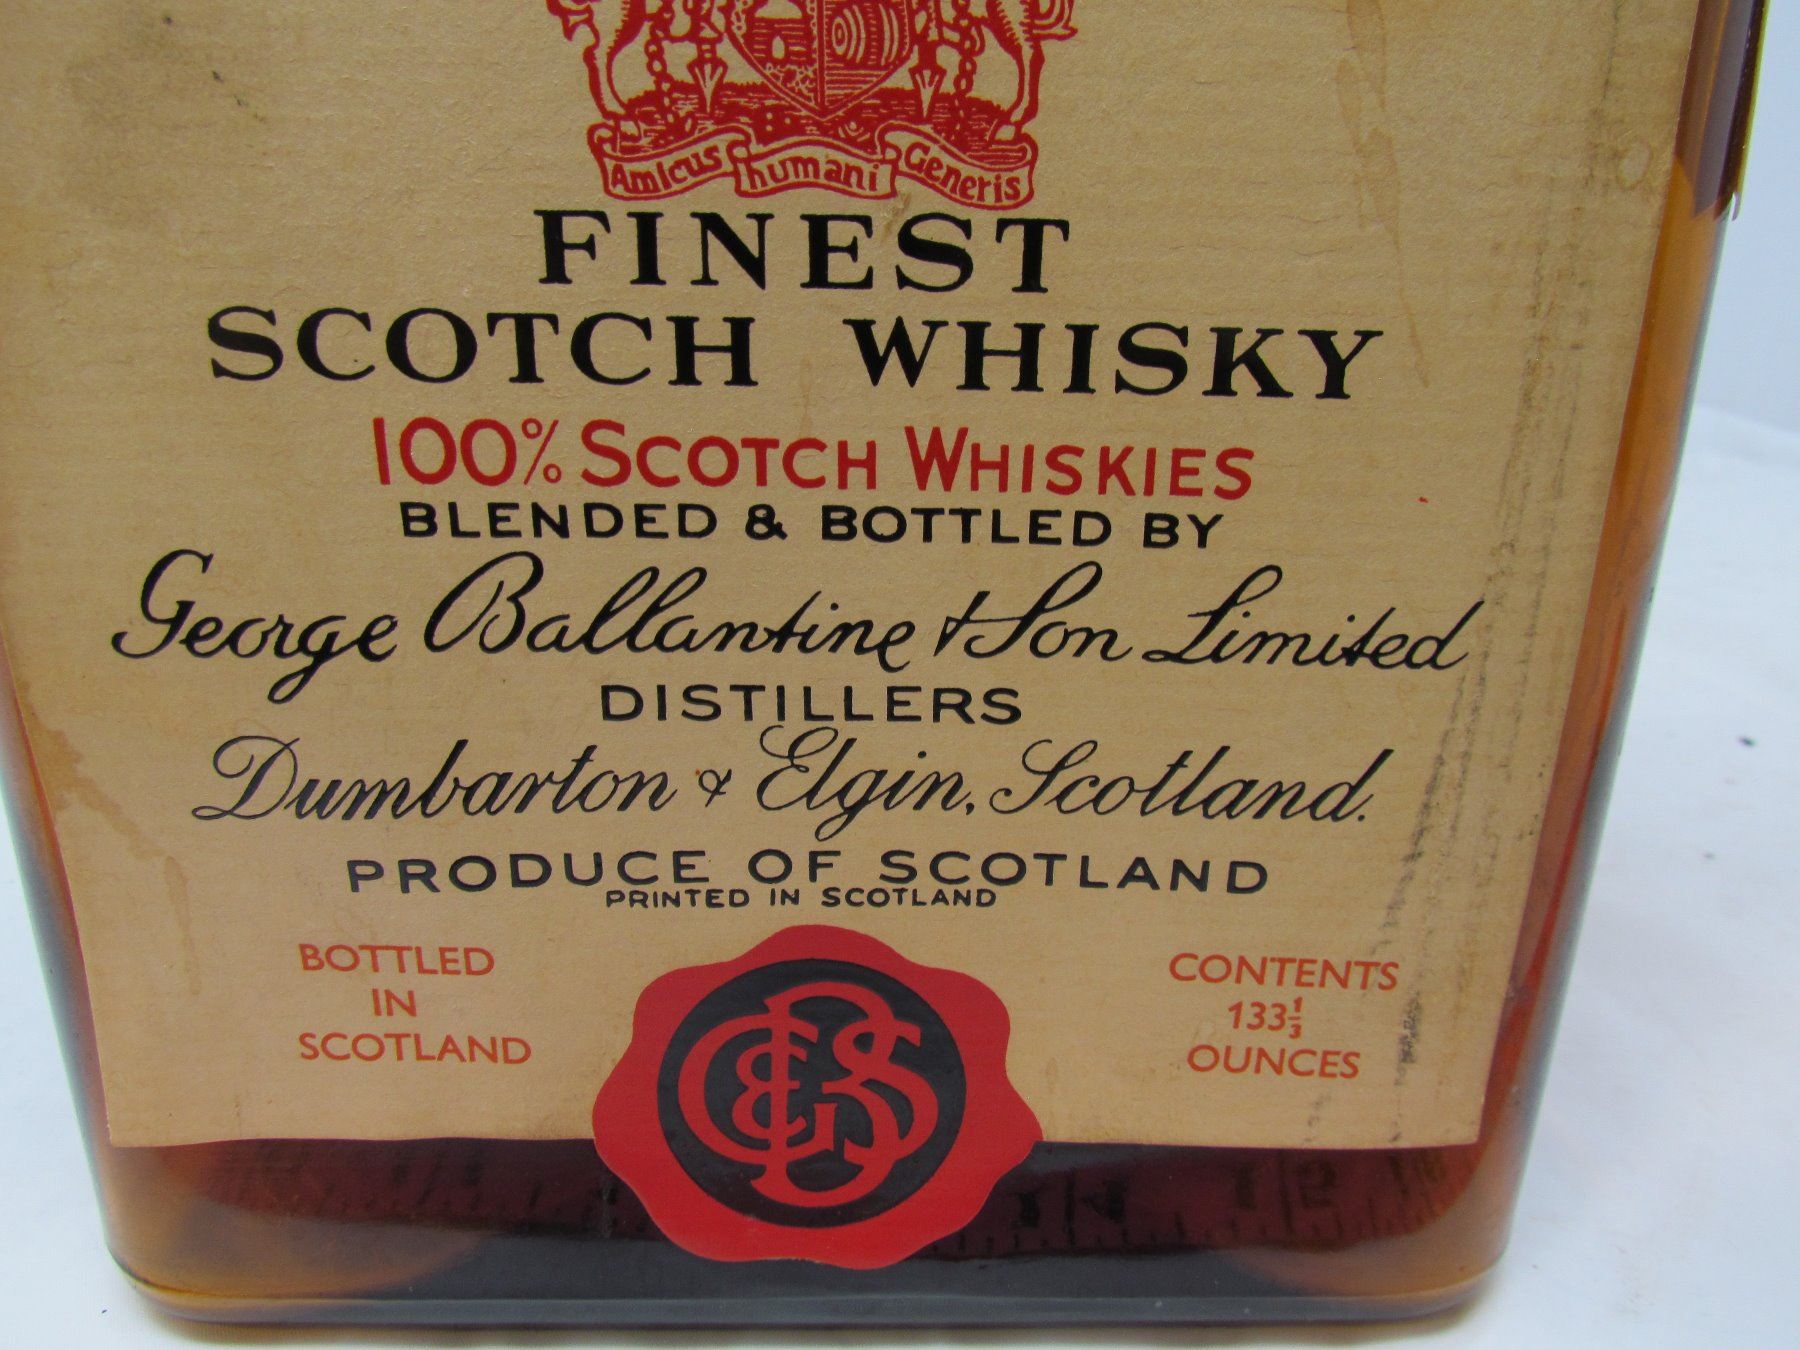 Amicus humani Generis
FINEST
SCOTCH WHISKY
100% SCOTCH WHISKIES
BLENDED & BOTTLED BY
George Ballantine & Son Limited
DISTILLERS
Dumbarton & Elgin, Scotland.
PRODUCE OF SCOTLAND
PRINTED IN SCOTLAND
BOTTLED
IN
SCOTLAND
CONTENTS
133⅓
OUNCES